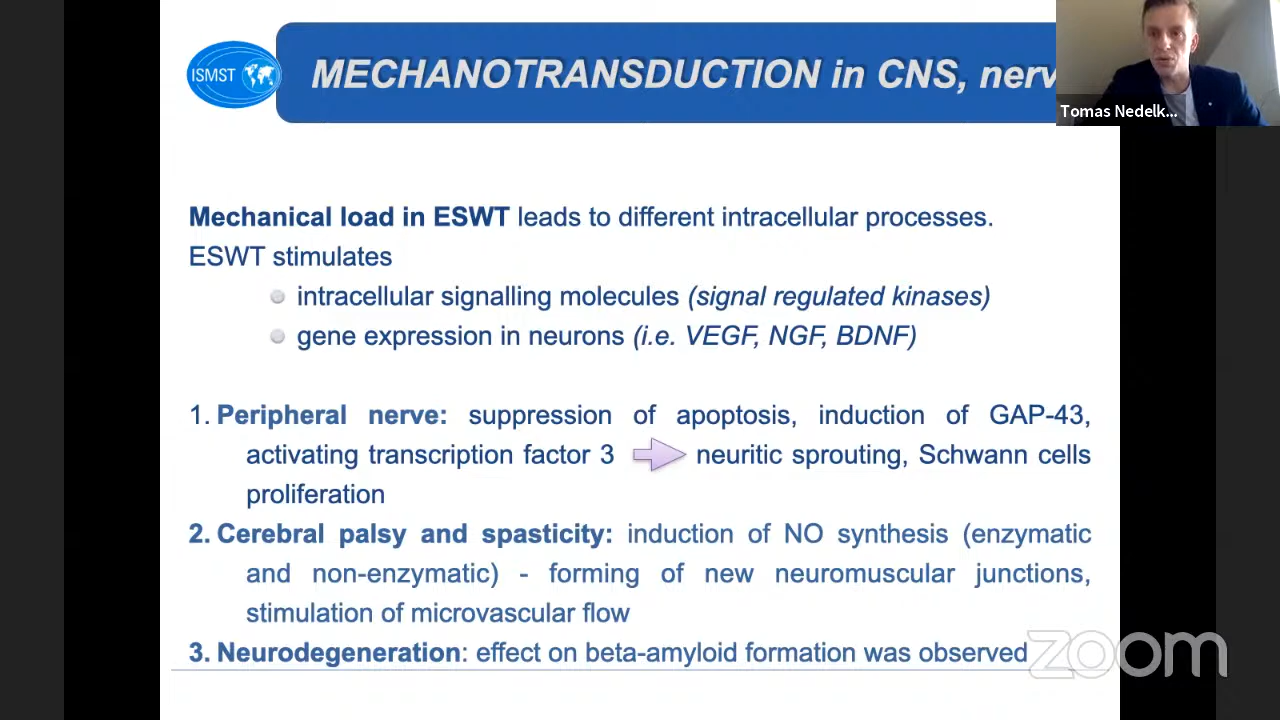 ISMST
MECHANOTRANSDUCTION in CNS, nerv
Tomas Nedelk...
Mechanical load in ESWT leads to different intracellular processes.
ESWT stimulates
intracellular signalling molecules (signal regulated kinases)
gene expression in neurons (i.e. VEGF, NGF, BDNF)
1. Peripheral nerve: suppression of apoptosis, induction of GAP-43,
activating transcription factor 3 neuritic sprouting, Schwann cells
proliferation
2. Cerebral palsy and spasticity: induction of NO synthesis (enzymatic
and non-enzymatic) - forming of new neuromuscular junctions,
stimulation of microvascular flow
3. Neurodegeneration: effect on beta-amyloid formation was observed
zoom